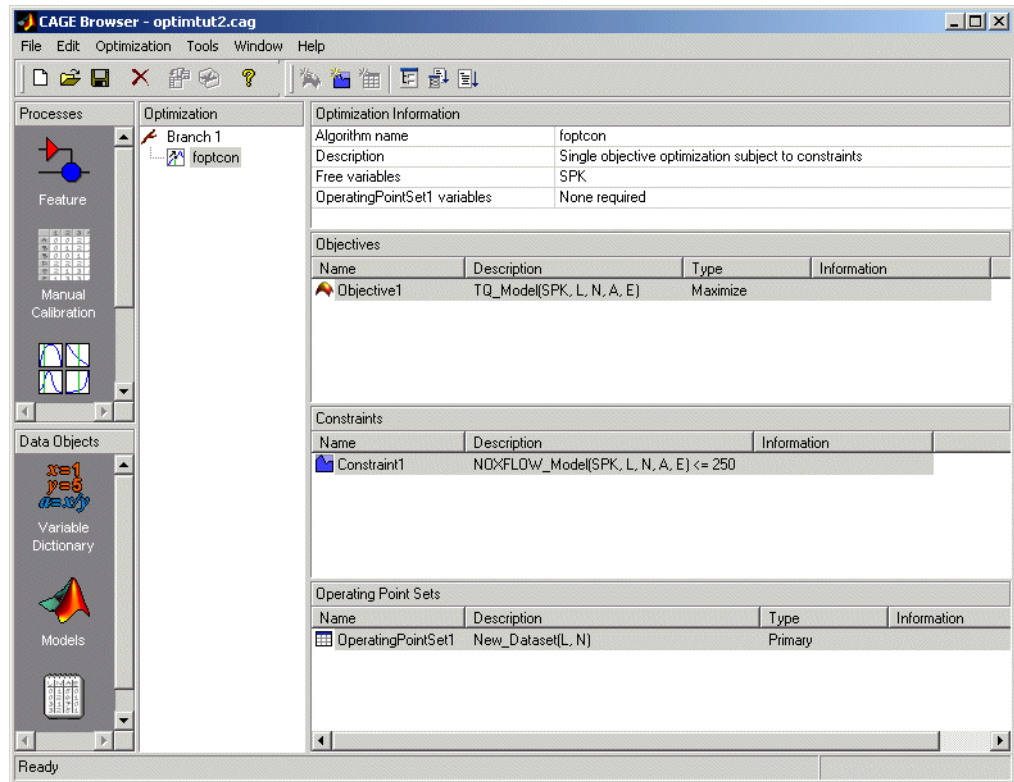 CAGE Browser - optimtut2.cag
File Edit Optimization Tools Window Help
Processes
Feature
Manual
Calibration
Data Objects
x=1
y=5
a=x/y
Variable
Dictionary
Models
Optimization
Branch 1
foptcon
Optimization Information
Algorithm name foptcon
Description Single objective optimization subject to constraints
Free variables SPK
OperatingPointSet1 variables None required
Objectives
Name Description Type Information
Objective1 TQ_Model(SPK, L, N, A, E) Maximize
Constraints
Name Description Information
Constraint1 NOXFLOW_Model(SPK, L, N, A, E) <= 250
Operating Point Sets
Name Description Type Information
OperatingPointSet1 New_Dataset(L, N) Primary
Ready